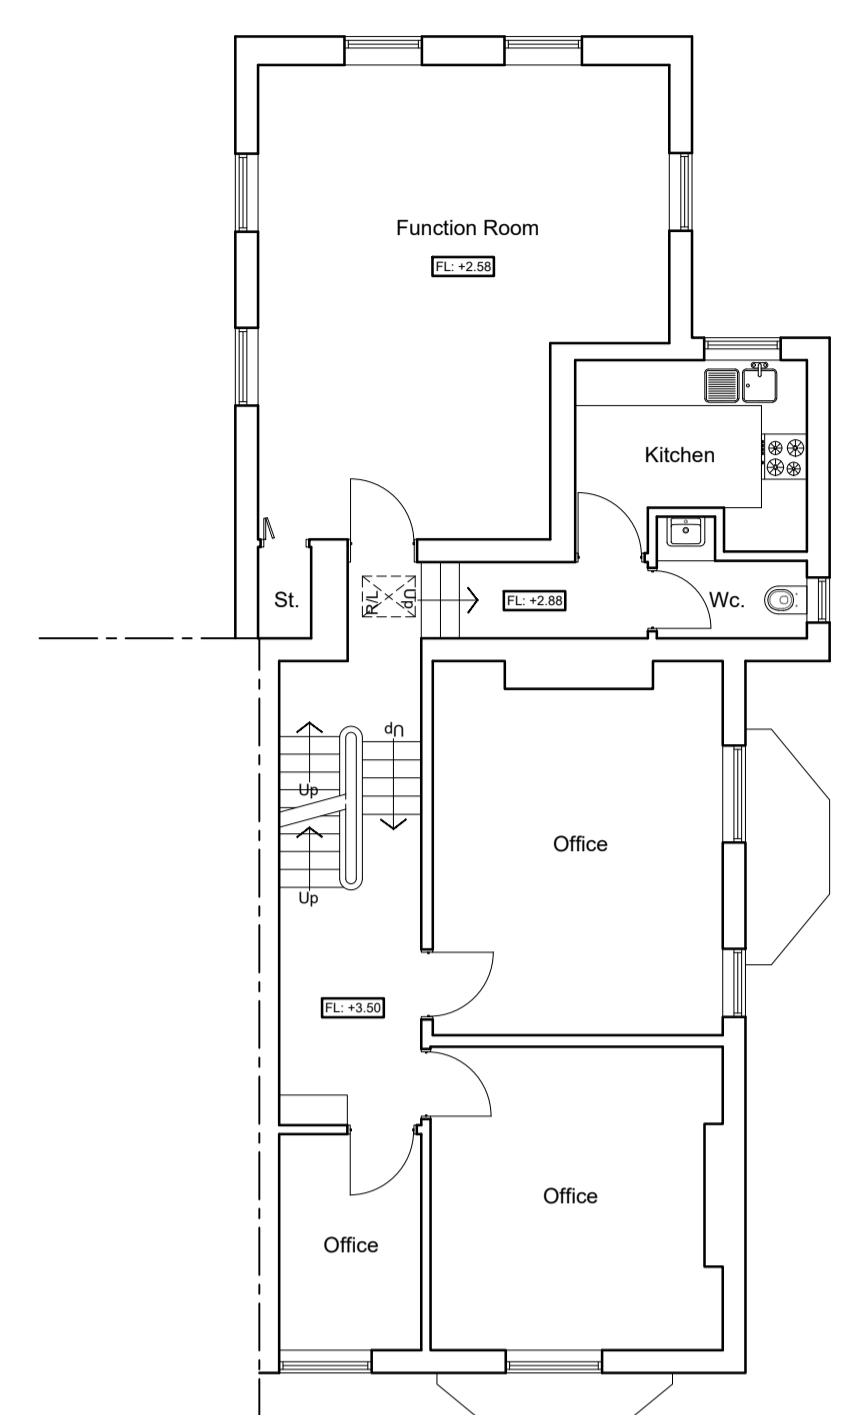 Function Room
FL: +2.58
Kitchen
St.
R/L
Up
FL: +2.88
Wc.
Up
Up
Office
Up
FL: +3.50
Office
Office